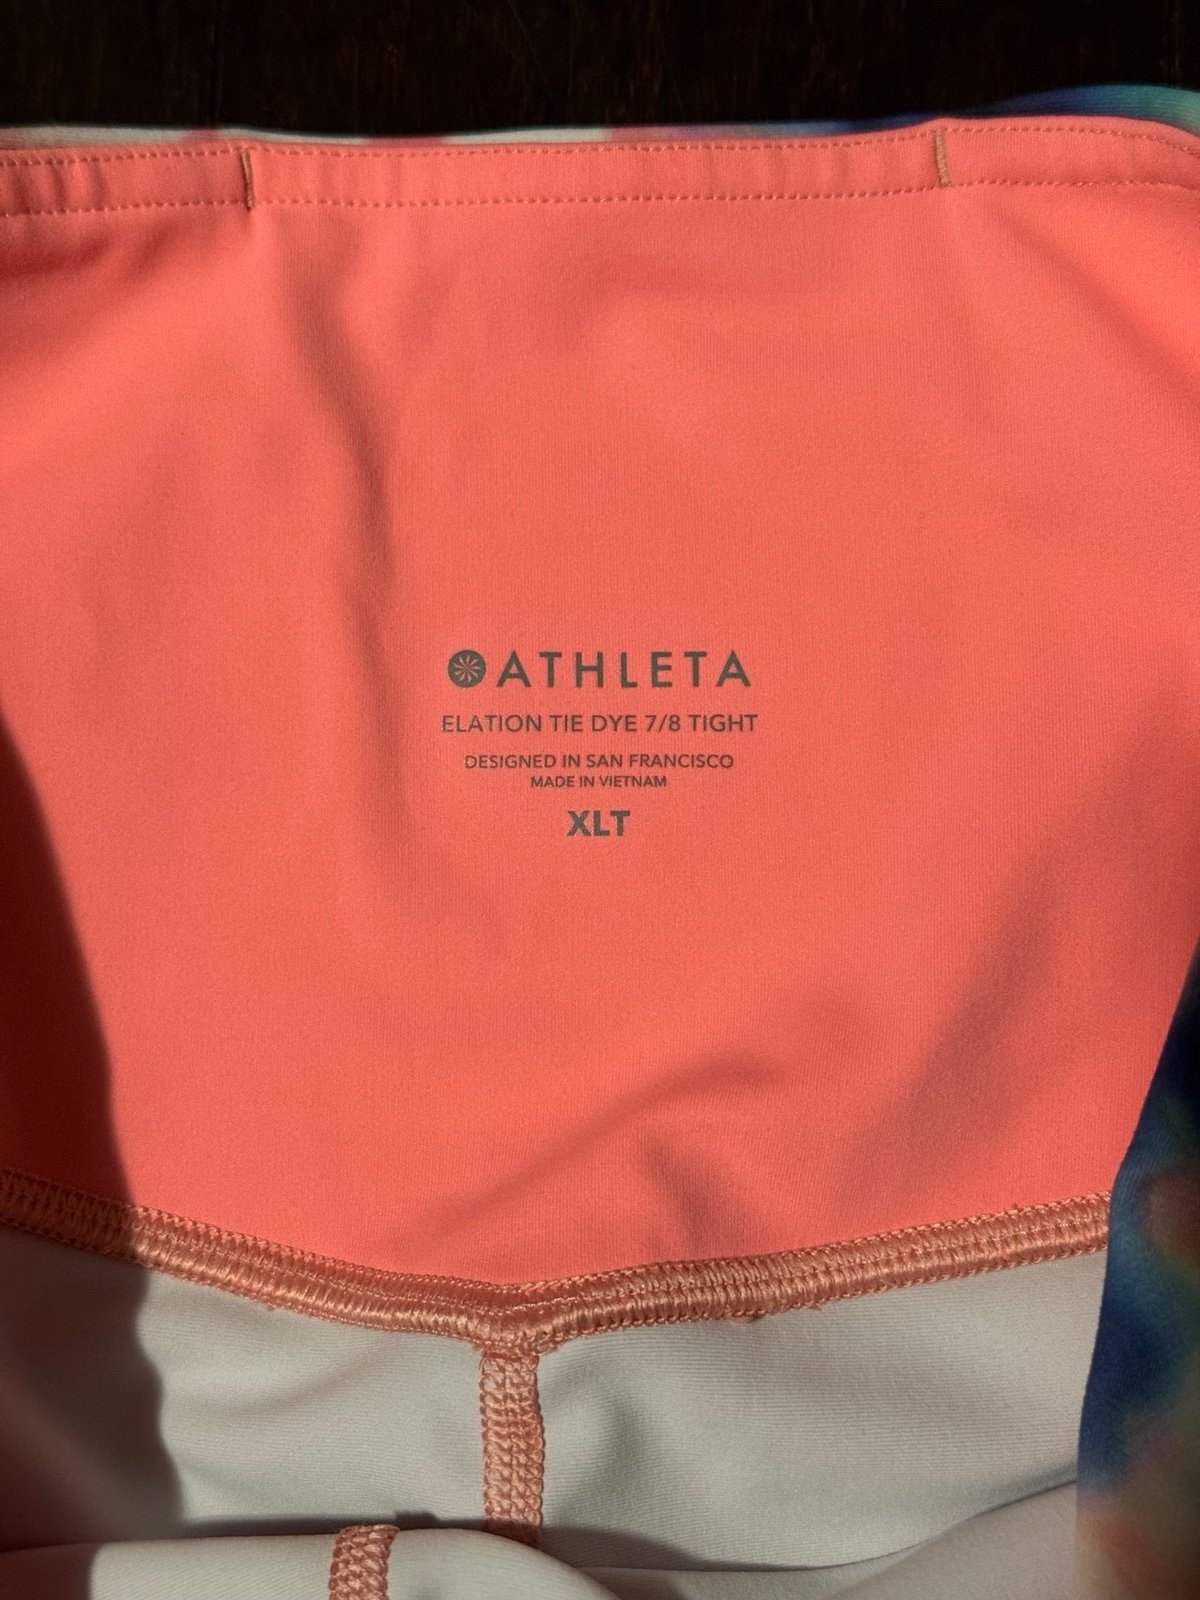 ATHLETA
ELATION TIE DYE 7/8 TIGHT
DESIGNED IN SAN FRANCISCO
MADE IN VIETNAM
XLT